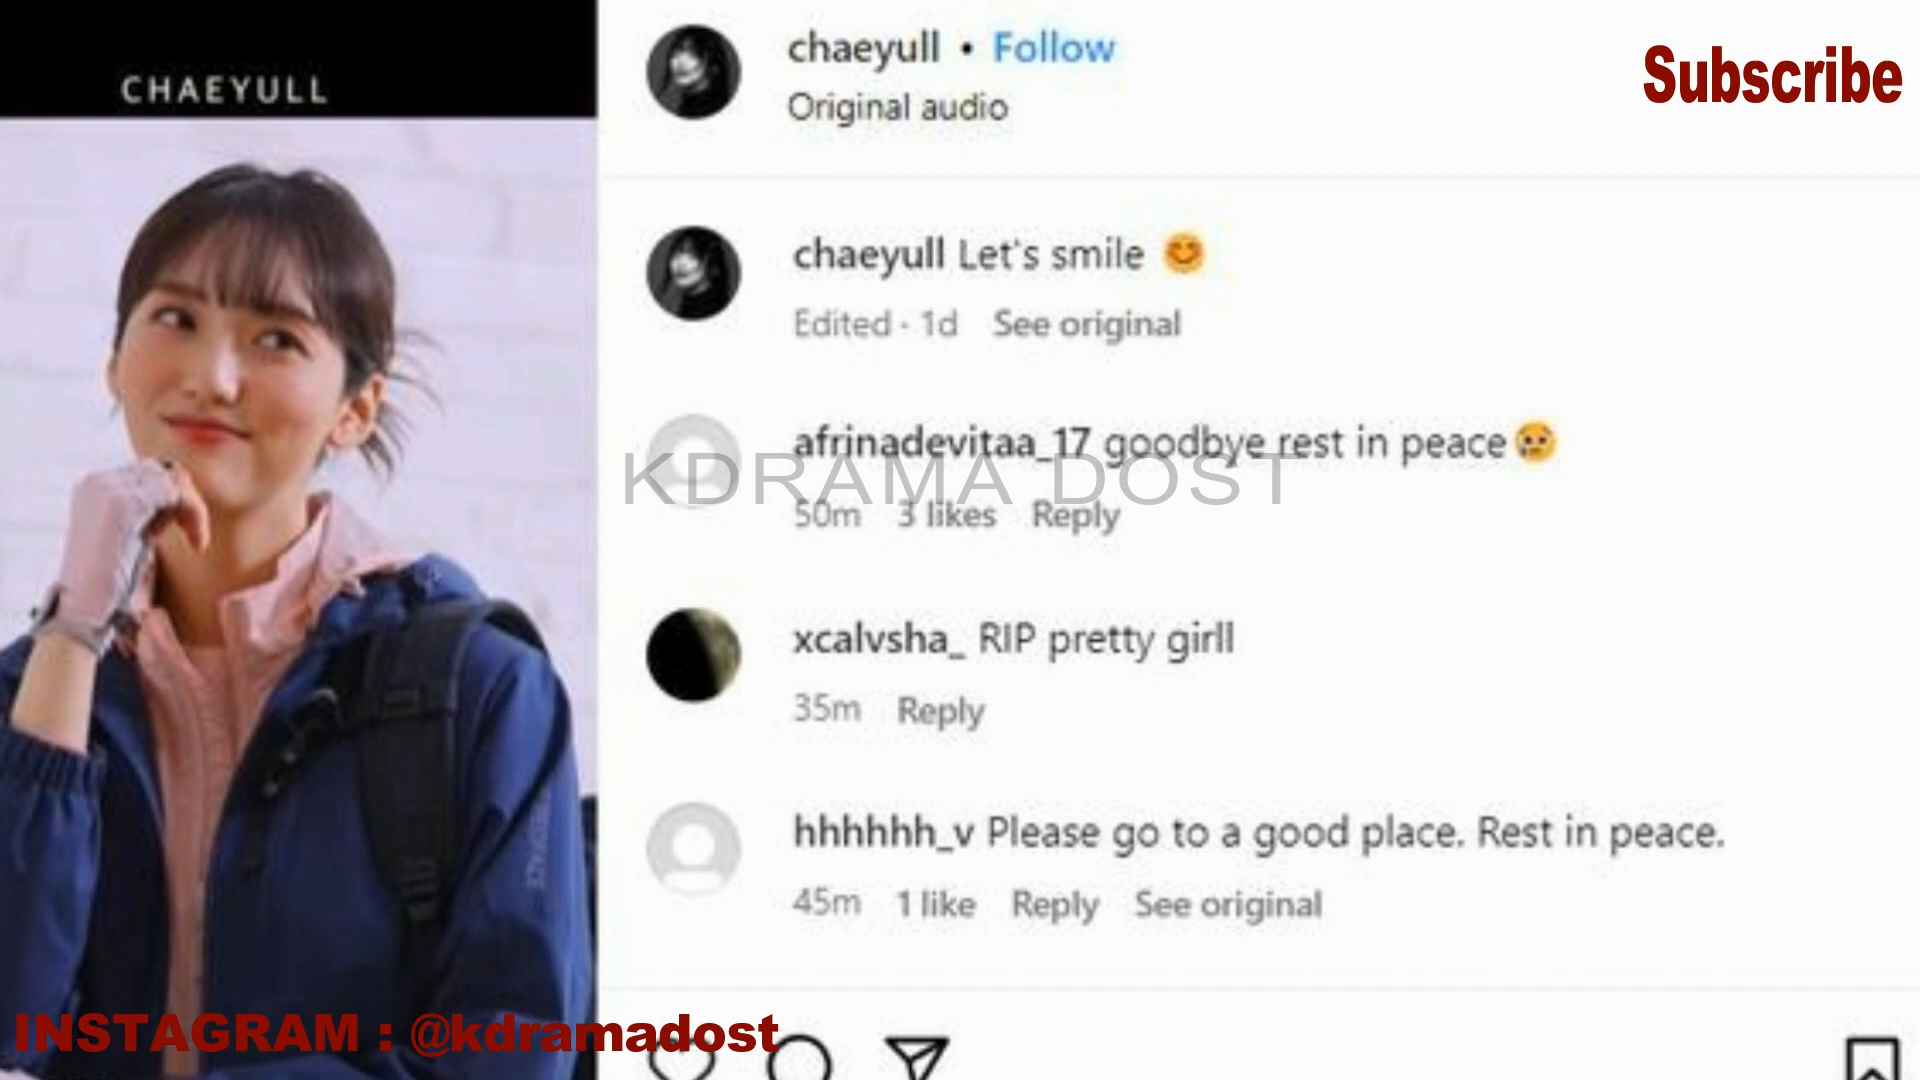 CHAEYULL
chaeyull • Follow
Original audio
Subscribe
chaeyull Let's smile 😊
Edited · 1d See original
afrinadevitaa_17 goodbye rest in peace😢
50m 3 likes Reply
KDRAMA DOST
xcalvsha_ RIP pretty girll
35m Reply
hhhhhh_v Please go to a good place. Rest in peace.
45m 1 like Reply See original
INSTAGRAM : @kdramadost